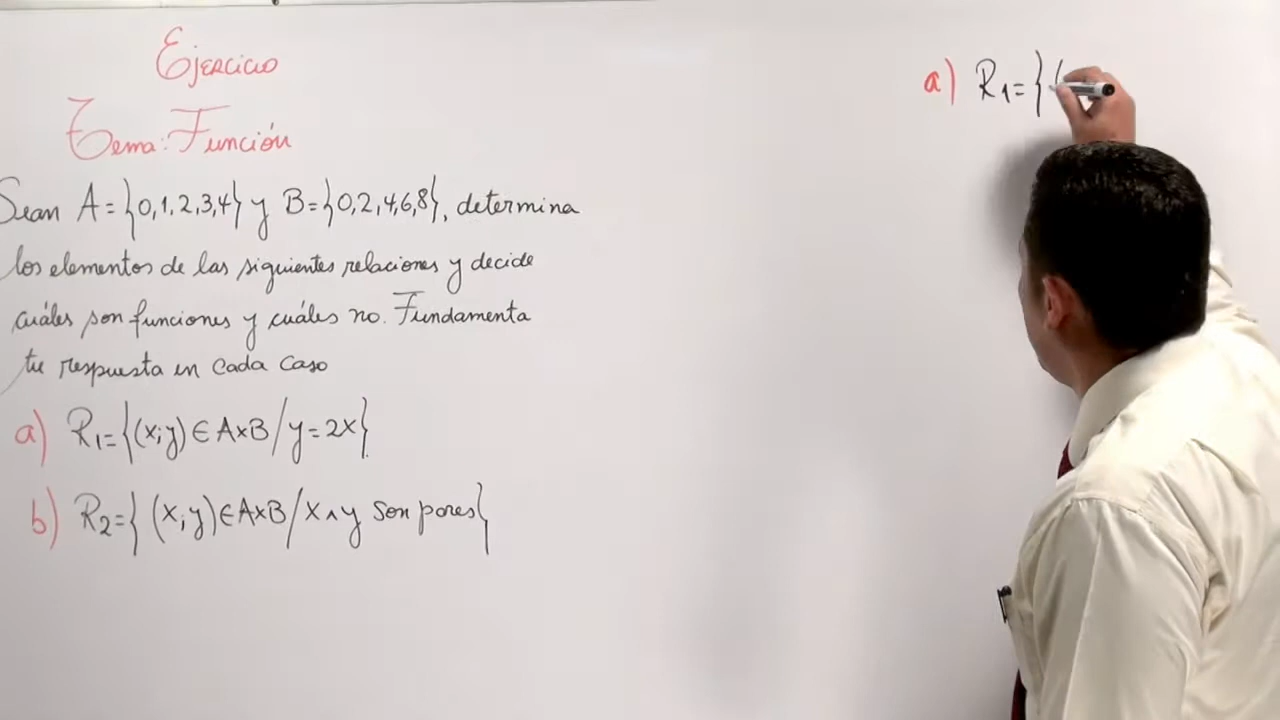 Ejercicio
Tema: Función
Sean A={0,1,2,3,4} y B={0,2,4,6,8}, determina
los elementos de las siguientes relaciones y decide
cuáles son funciones y cuáles no. Fundamenta
tu respuesta en cada caso
a) R₁={(x;y)∈A×B/y=2x}
b) R₂={(x;y)∈A×B/x∧y son pares}
a) R₁={(